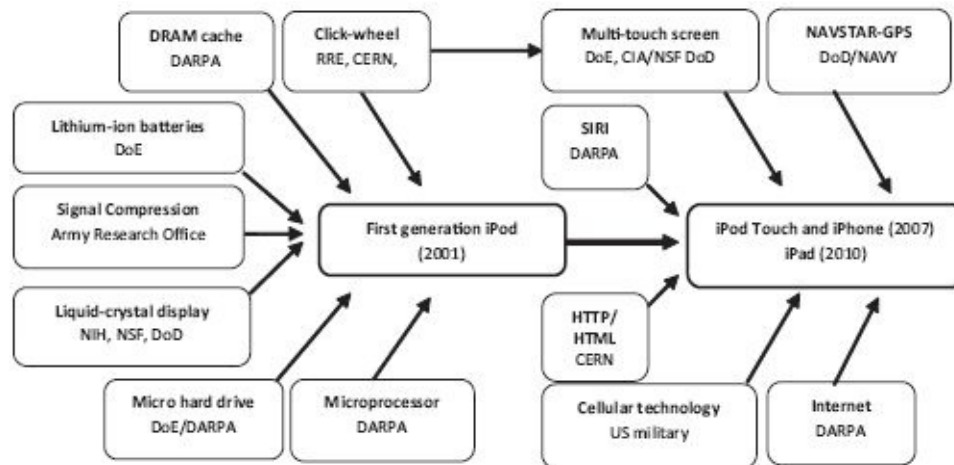 DRAM cache
DARPA
Click-wheel
RRE, CERN,
Multi-touch screen
DoE, CIA/NSF DoD
NAVSTAR-GPS
DoD/NAVY
Lithium-ion batteries
DoE
SIRI
DARPA
Signal Compression
Army Research Office
First generation iPod
(2001)
iPod Touch and iPhone (2007)
iPad (2010)
Liquid-crystal display
NIH, NSF, DoD
HTTP/
HTML
CERN
Micro hard drive
DoE/DARPA
Microprocessor
DARPA
Cellular technology
US military
Internet
DARPA